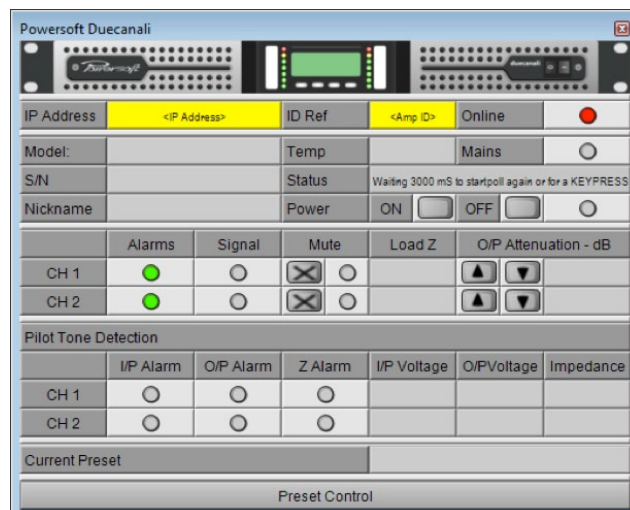 Powersoft Duecanali
Powersoft
duecanali
IP Address <IP Address> ID Ref <Amp ID> Online
Model: Temp Mains
S/N Status Waiting 3000 mS to startpoll again or for a KEYPRESS
Nickname Power ON OFF
Alarms Signal Mute Load Z O/P Attenuation - dB
CH 1
CH 2
Pilot Tone Detection
I/P Alarm O/P Alarm Z Alarm I/P Voltage O/PVoltage Impedance
CH 1
CH 2
Current Preset
Preset Control